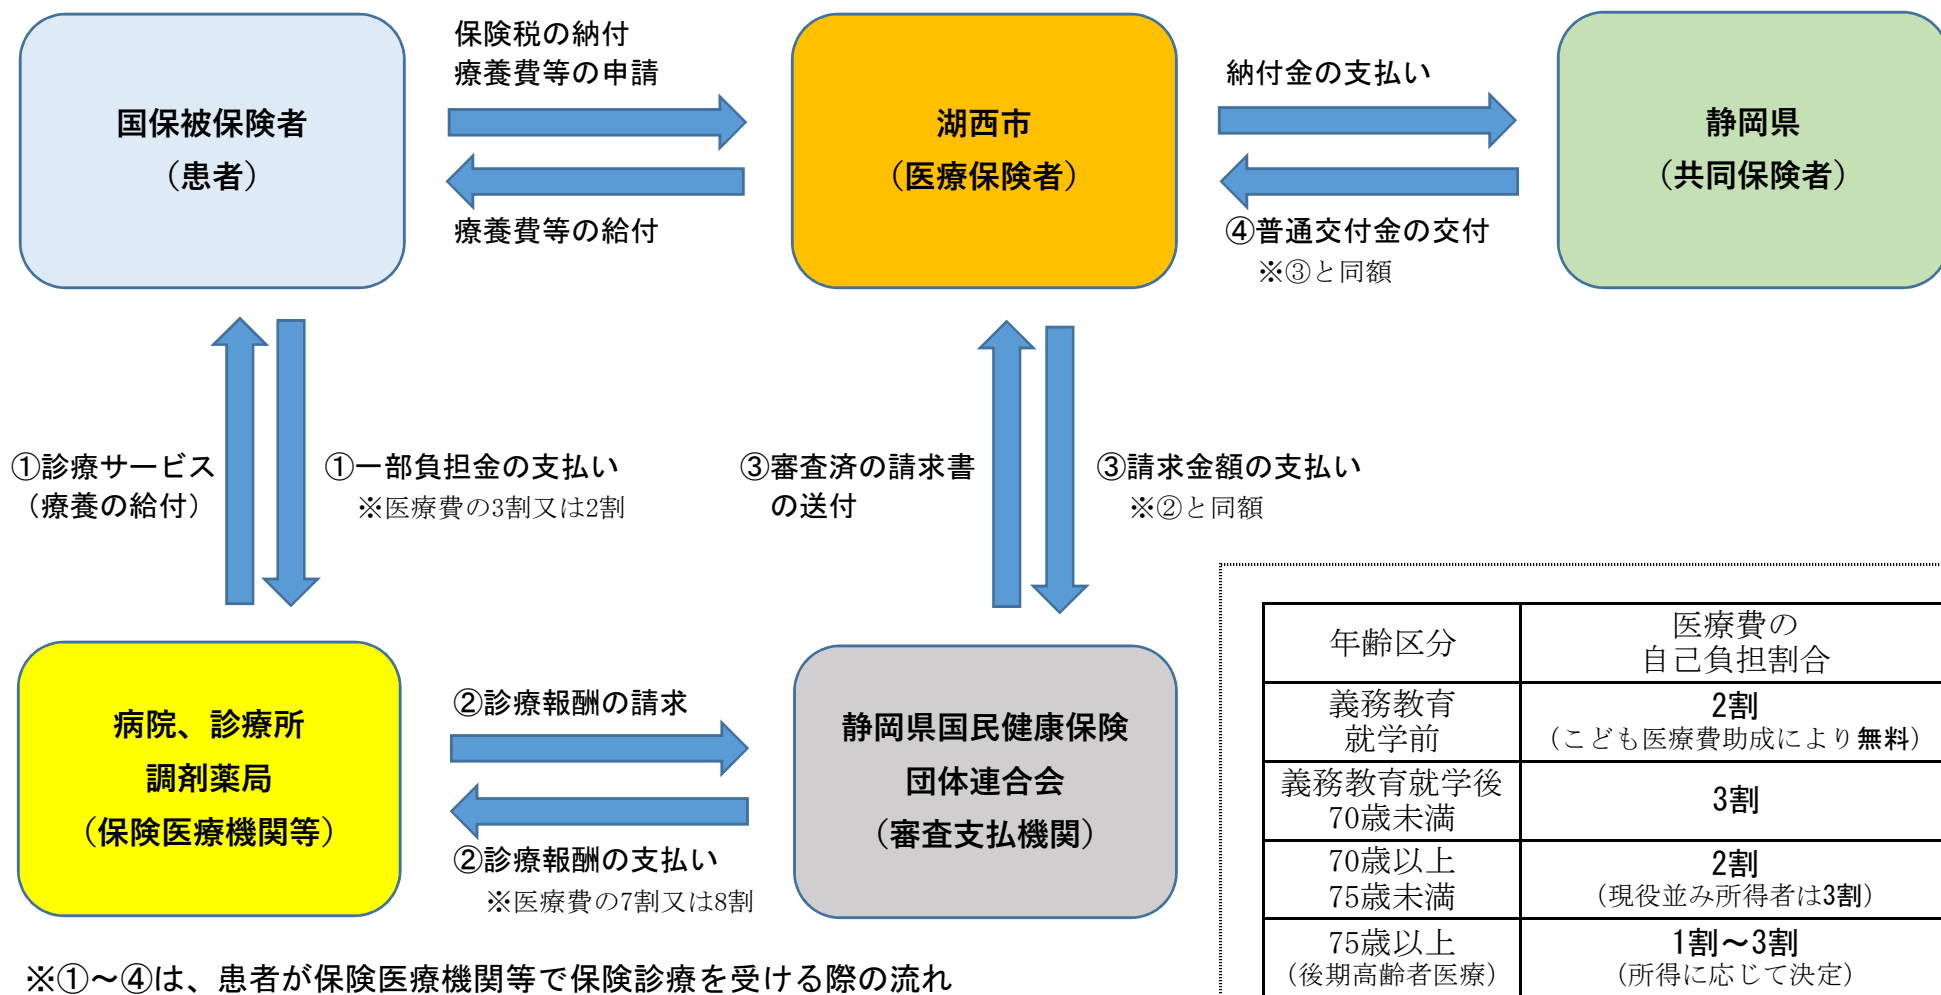 国保被保険者
（患者）
保険税の納付
療養費等の申請
療養費等の給付
湖西市
（医療保険者）
納付金の支払い
④普通交付金の交付
※③と同額
静岡県
（共同保険者）
①診療サービス
（療養の給付）
①一部負担金の支払い
※医療費の3割又は2割
③審査済の請求書
の送付
③請求金額の支払い
※②と同額
病院、診療所
調剤薬局
（保険医療機関等）
②診療報酬の請求
②診療報酬の支払い
※医療費の7割又は8割
静岡県国民健康保険
団体連合会
（審査支払機関）
年齢区分
医療費の
自己負担割合
義務教育
就学前
2割
（こども医療費助成により無料）
義務教育就学後
70歳未満
3割
70歳以上
75歳未満
2割
（現役並み所得者は3割）
75歳以上
（後期高齢者医療）
1割～3割
（所得に応じて決定）
※①～④は、患者が保険医療機関等で保険診療を受ける際の流れ